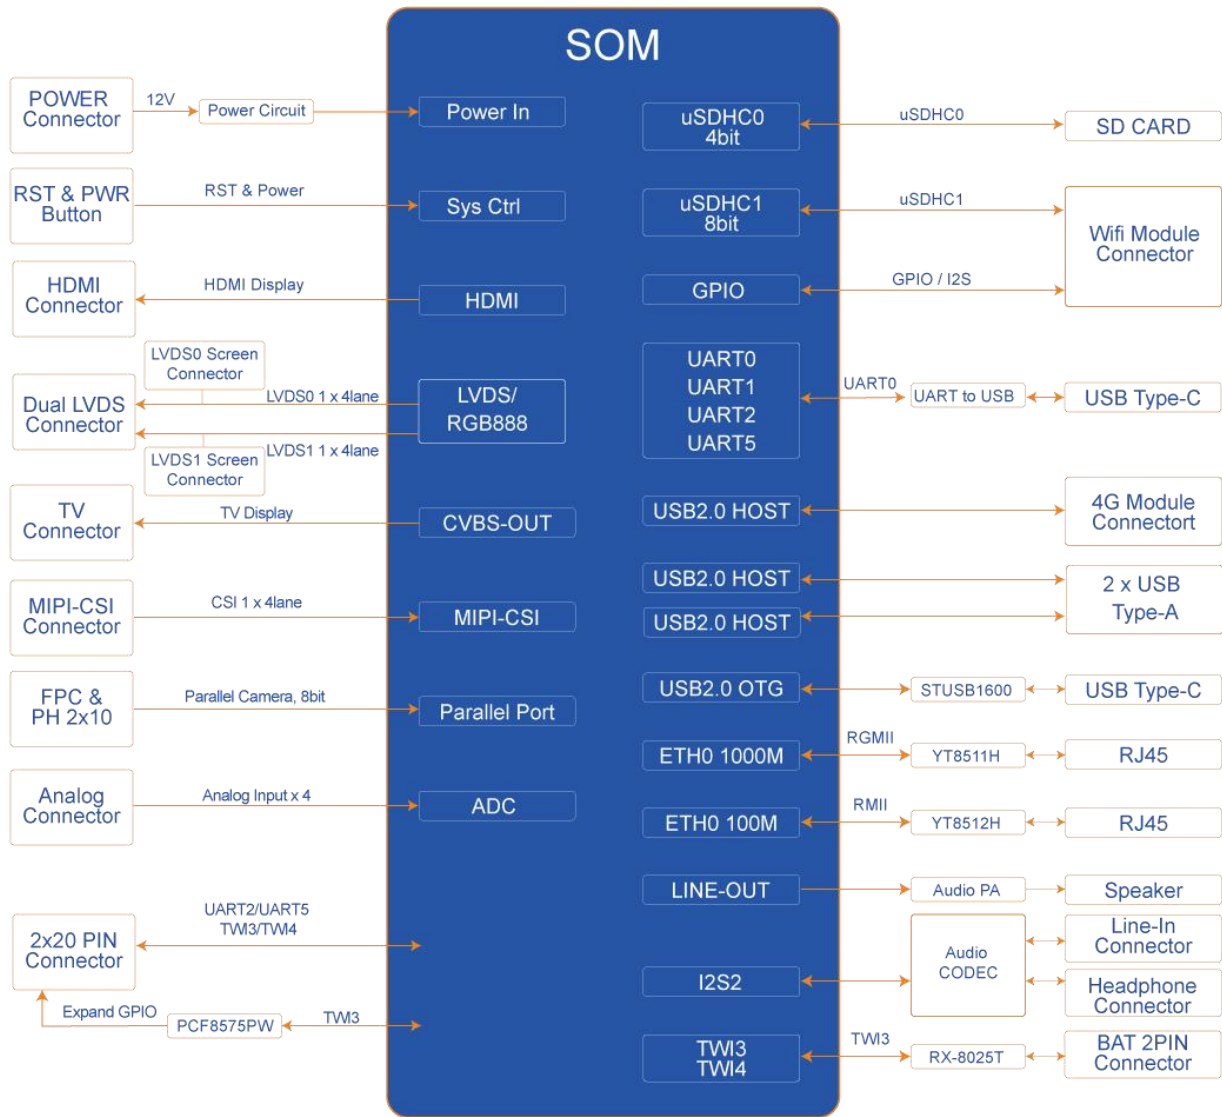 SOM
POWER
Connector
12V
Power Circuit
Power In
RST & PWR
Button
RST & Power
Sys Ctrl
HDMI
Connector
HDMI Display
HDMI
LVDS0 Screen
Connector
Dual LVDS
Connector
LVDS0 1 x 4lane
LVDS1 1 x 4lane
LVDS1 Screen
Connector
LVDS/
RGB888
TV
Connector
TV Display
CVBS-OUT
MIPI-CSI
Connector
CSI 1 x 4lane
MIPI-CSI
FPC &
PH 2x10
Parallel Camera, 8bit
Parallel Port
Analog
Connector
Analog Input x 4
ADC
2x20 PIN
Connector
UART2/UART5
TWI3/TWI4
Expand GPIO
PCF8575PW
TWI3
uSDHC0
4bit
uSDHC0
SD CARD
uSDHC1
8bit
uSDHC1
Wifi Module
Connector
GPIO
GPIO / I2S
UART0
UART1
UART2
UART5
UART0
UART to USB
USB Type-C
USB2.0 HOST
4G Module
Connectort
USB2.0 HOST
USB2.0 HOST
2 x USB
Type-A
USB2.0 OTG
STUSB1600
USB Type-C
ETH0 1000M
RGMII
YT8511H
RJ45
ETH0 100M
RMII
YT8512H
RJ45
LINE-OUT
Audio PA
Speaker
I2S2
Audio
CODEC
Line-In
Connector
Headphone
Connector
TWI3
TWI4
TWI3
RX-8025T
BAT 2PIN
Connector